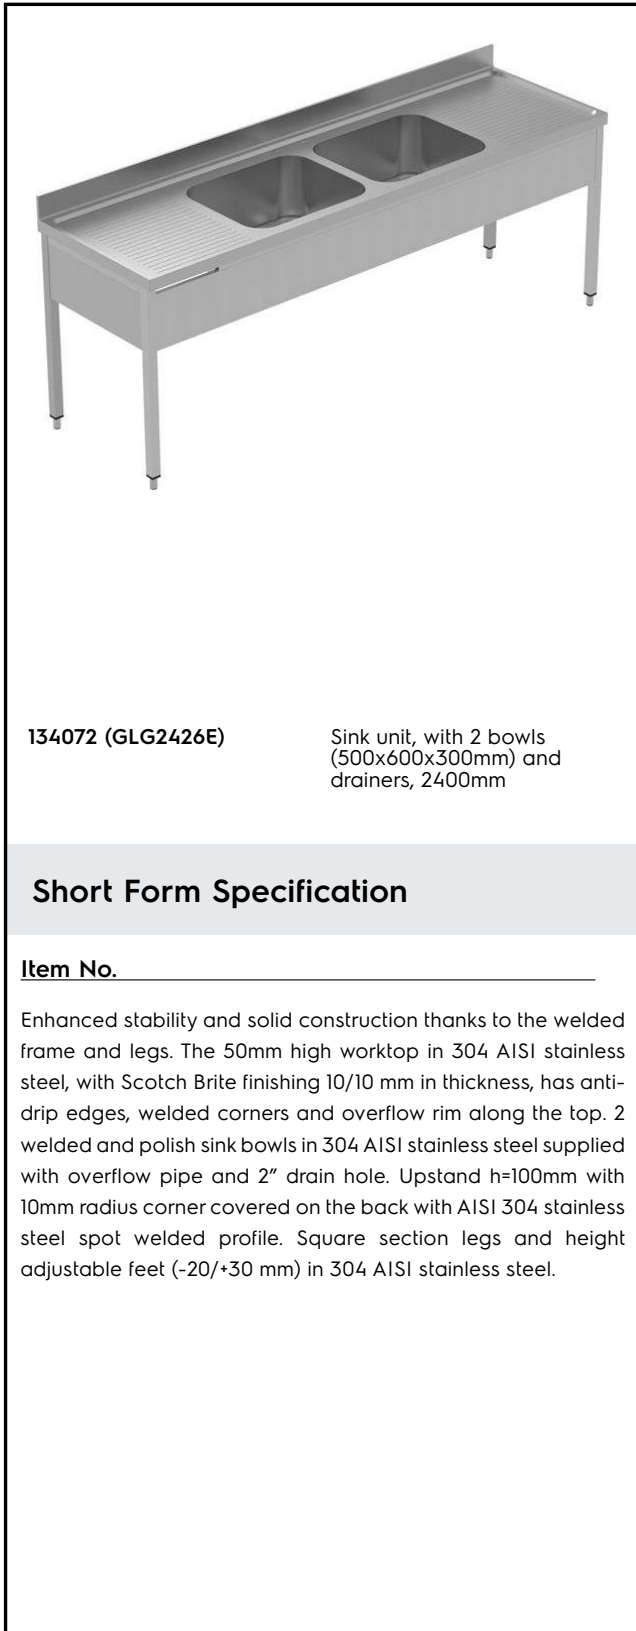 134072 (GLG2426E)
Sink unit, with 2 bowls
(500x600x300mm) and
drainers, 2400mm
Short Form Specification
Item No.
Enhanced stability and solid construction thanks to the welded
frame and legs. The 50mm high worktop in 304 AISI stainless
steel, with Scotch Brite finishing 10/10 mm in thickness, has anti-
drip edges, welded corners and overflow rim along the top. 2
welded and polish sink bowls in 304 AISI stainless steel supplied
with overflow pipe and 2” drain hole. Upstand h=100mm with
10mm radius corner covered on the back with AISI 304 stainless
steel spot welded profile. Square section legs and height
adjustable feet (-20/+30 mm) in 304 AISI stainless steel.